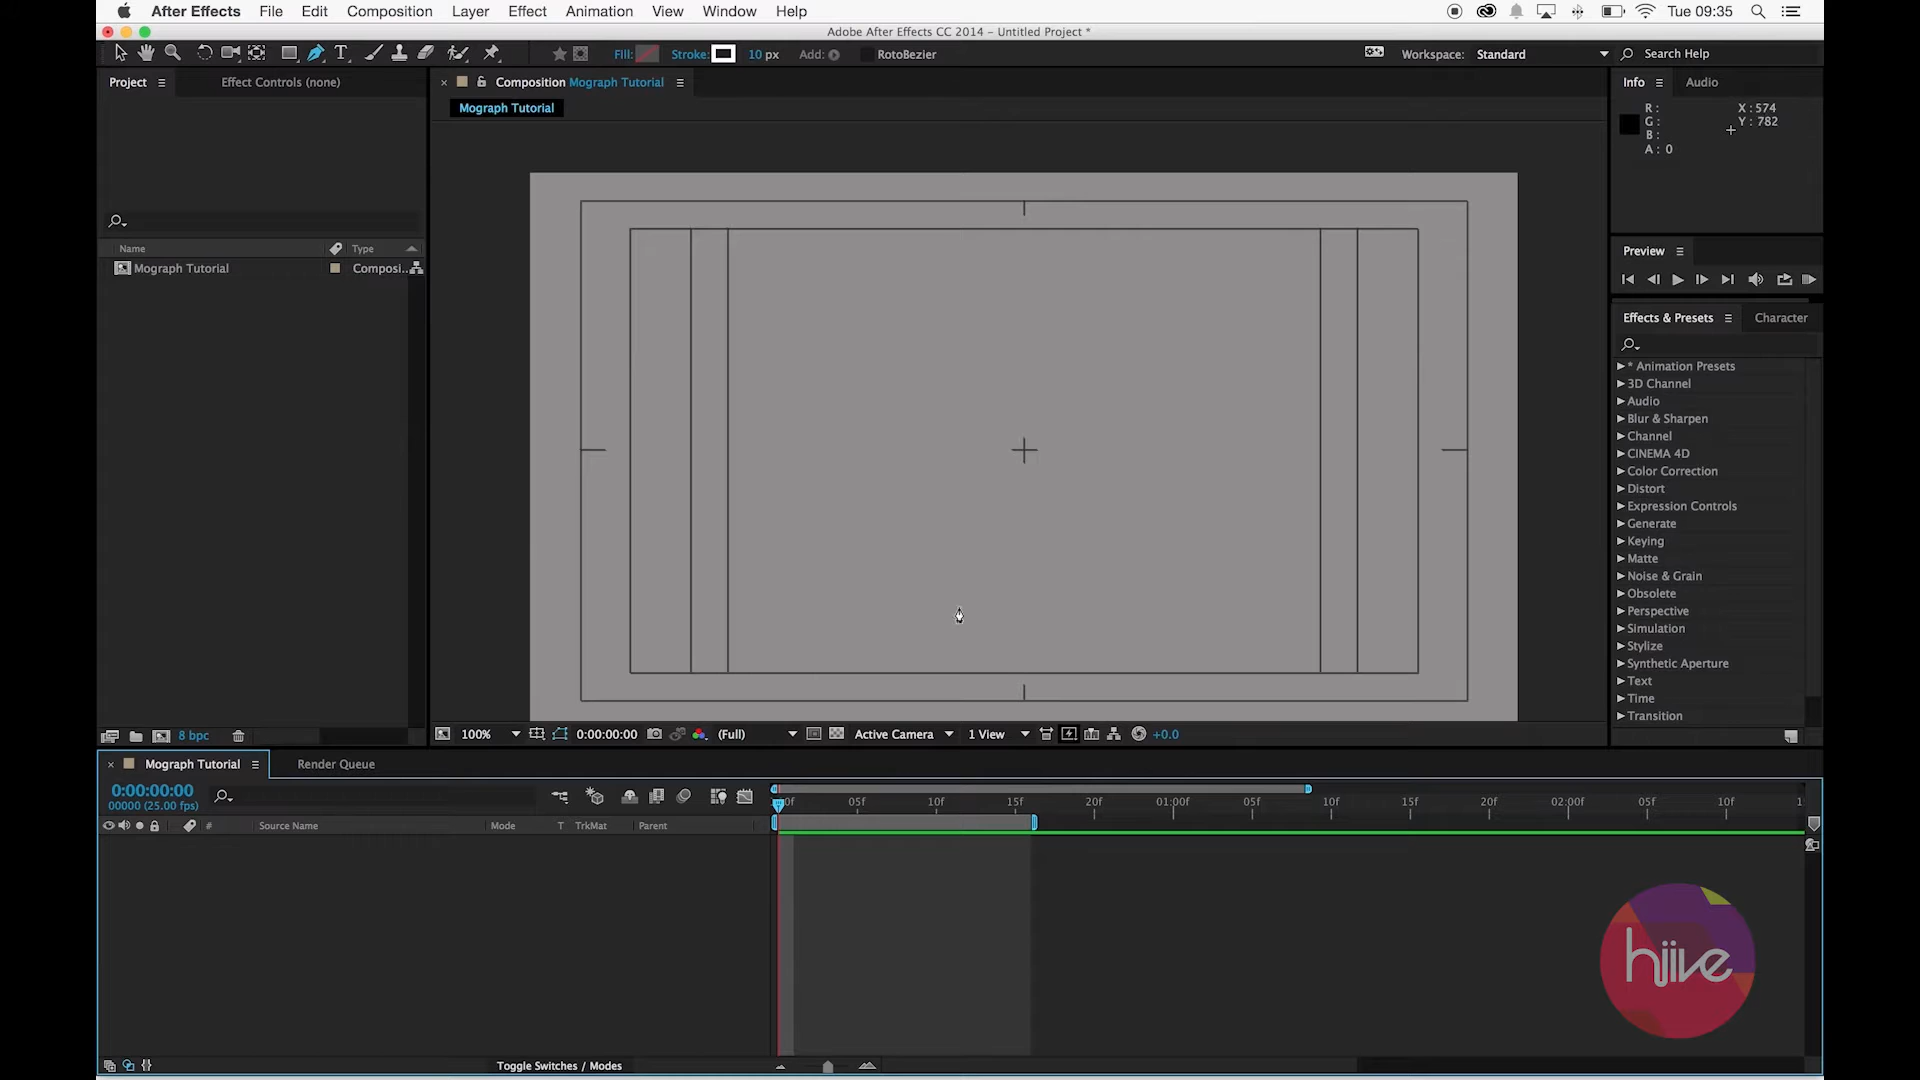 After Effects File Edit Composition Layer Effect Animation View Window Help Tue 09:35
Adobe After Effects CC 2014 – Untitled Project *
T Fill: Stroke: 10 px Add: RotoBezier Workspace: Standard Search Help
Project Effect Controls (none) Composition Mograph Tutorial Info Audio
Mograph Tutorial
R : X : 574
G : Y : 782
B :
A : 0
Name Type
Mograph Tutorial Composi...
Preview
Effects & Presets Character
* Animation Presets
3D Channel
Audio
Blur & Sharpen
Channel
CINEMA 4D
Color Correction
Distort
Expression Controls
Generate
Keying
Matte
Noise & Grain
Obsolete
Perspective
Simulation
Stylize
Synthetic Aperture
Text
Time
Transition
8 bpc 100% 0:00:00:00 (Full) Active Camera 1 View +0.0
Mograph Tutorial Render Queue
0:00:00:00
00000 (25.00 fps)
0f 05f 10f 15f 20f 01:00f 05f 10f 15f 20f 02:00f 05f 10f 1
# Source Name Mode T TrkMat Parent
hiive
Toggle Switches / Modes